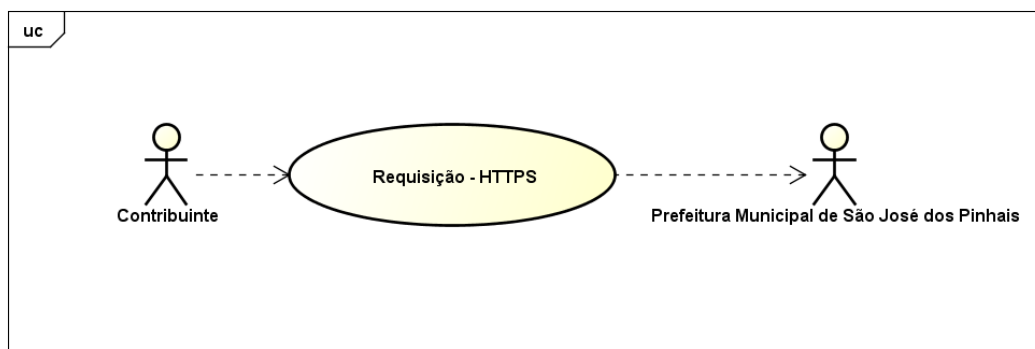 uc
Requisição - HTTPS
Contribuinte
Prefeitura Municipal de São José dos Pinhais